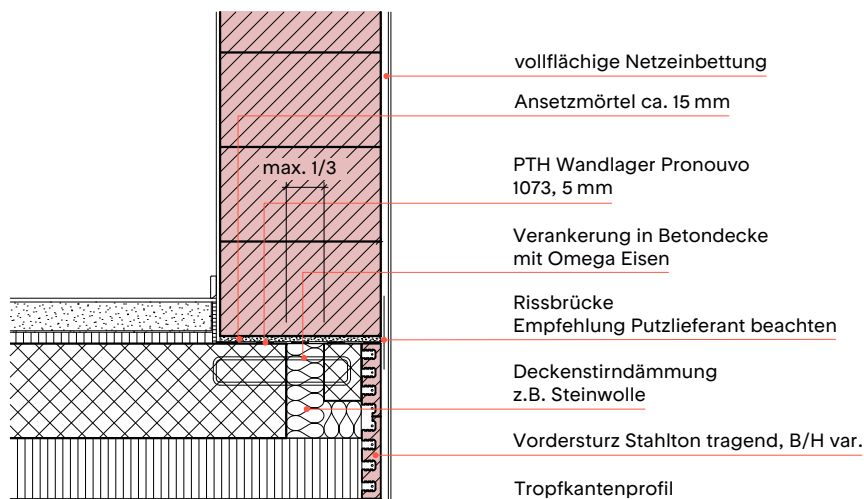 vollflächige Netzeinbettung
Ansetzmörtel ca. 15 mm
max. 1/3
PTH Wandlager Pronouvo
1073, 5 mm
Verankerung in Betondecke
mit Omega Eisen
Rissbrücke
Empfehlung Putzlieferant beachten
Deckenstirndämmung
z.B. Steinwolle
Vordersturz Stahlton tragend, B/H var.
Tropfkantenprofil